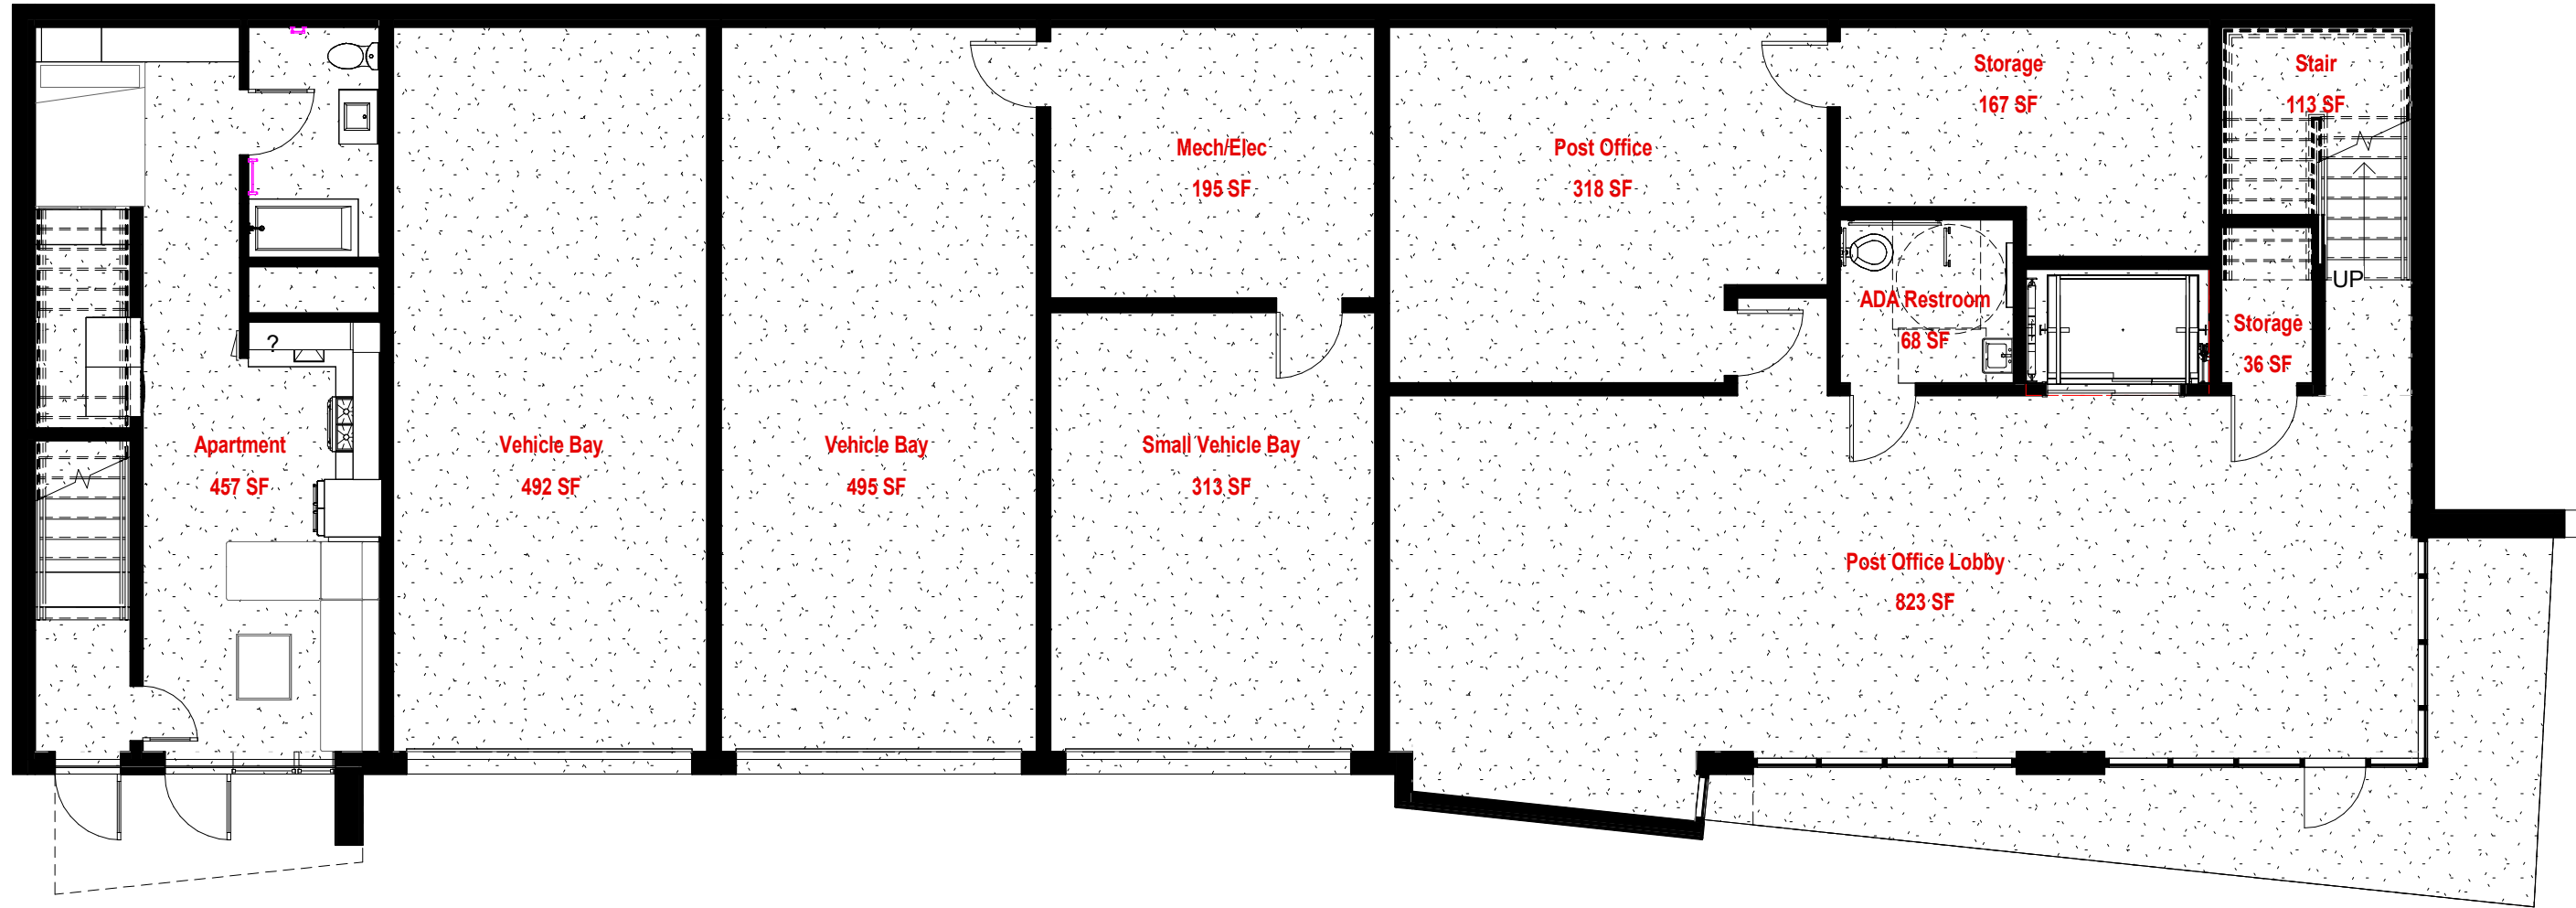 Storage
167 SF
Stair
113 SF
Mech/Elec
195 SF
Post Office
318 SF
UP
ADA Restroom
68 SF
Storage
36 SF
?
Apartment
457 SF
Vehicle Bay
492 SF
Vehicle Bay
495 SF
Small Vehicle Bay
313 SF
Post Office Lobby
823 SF